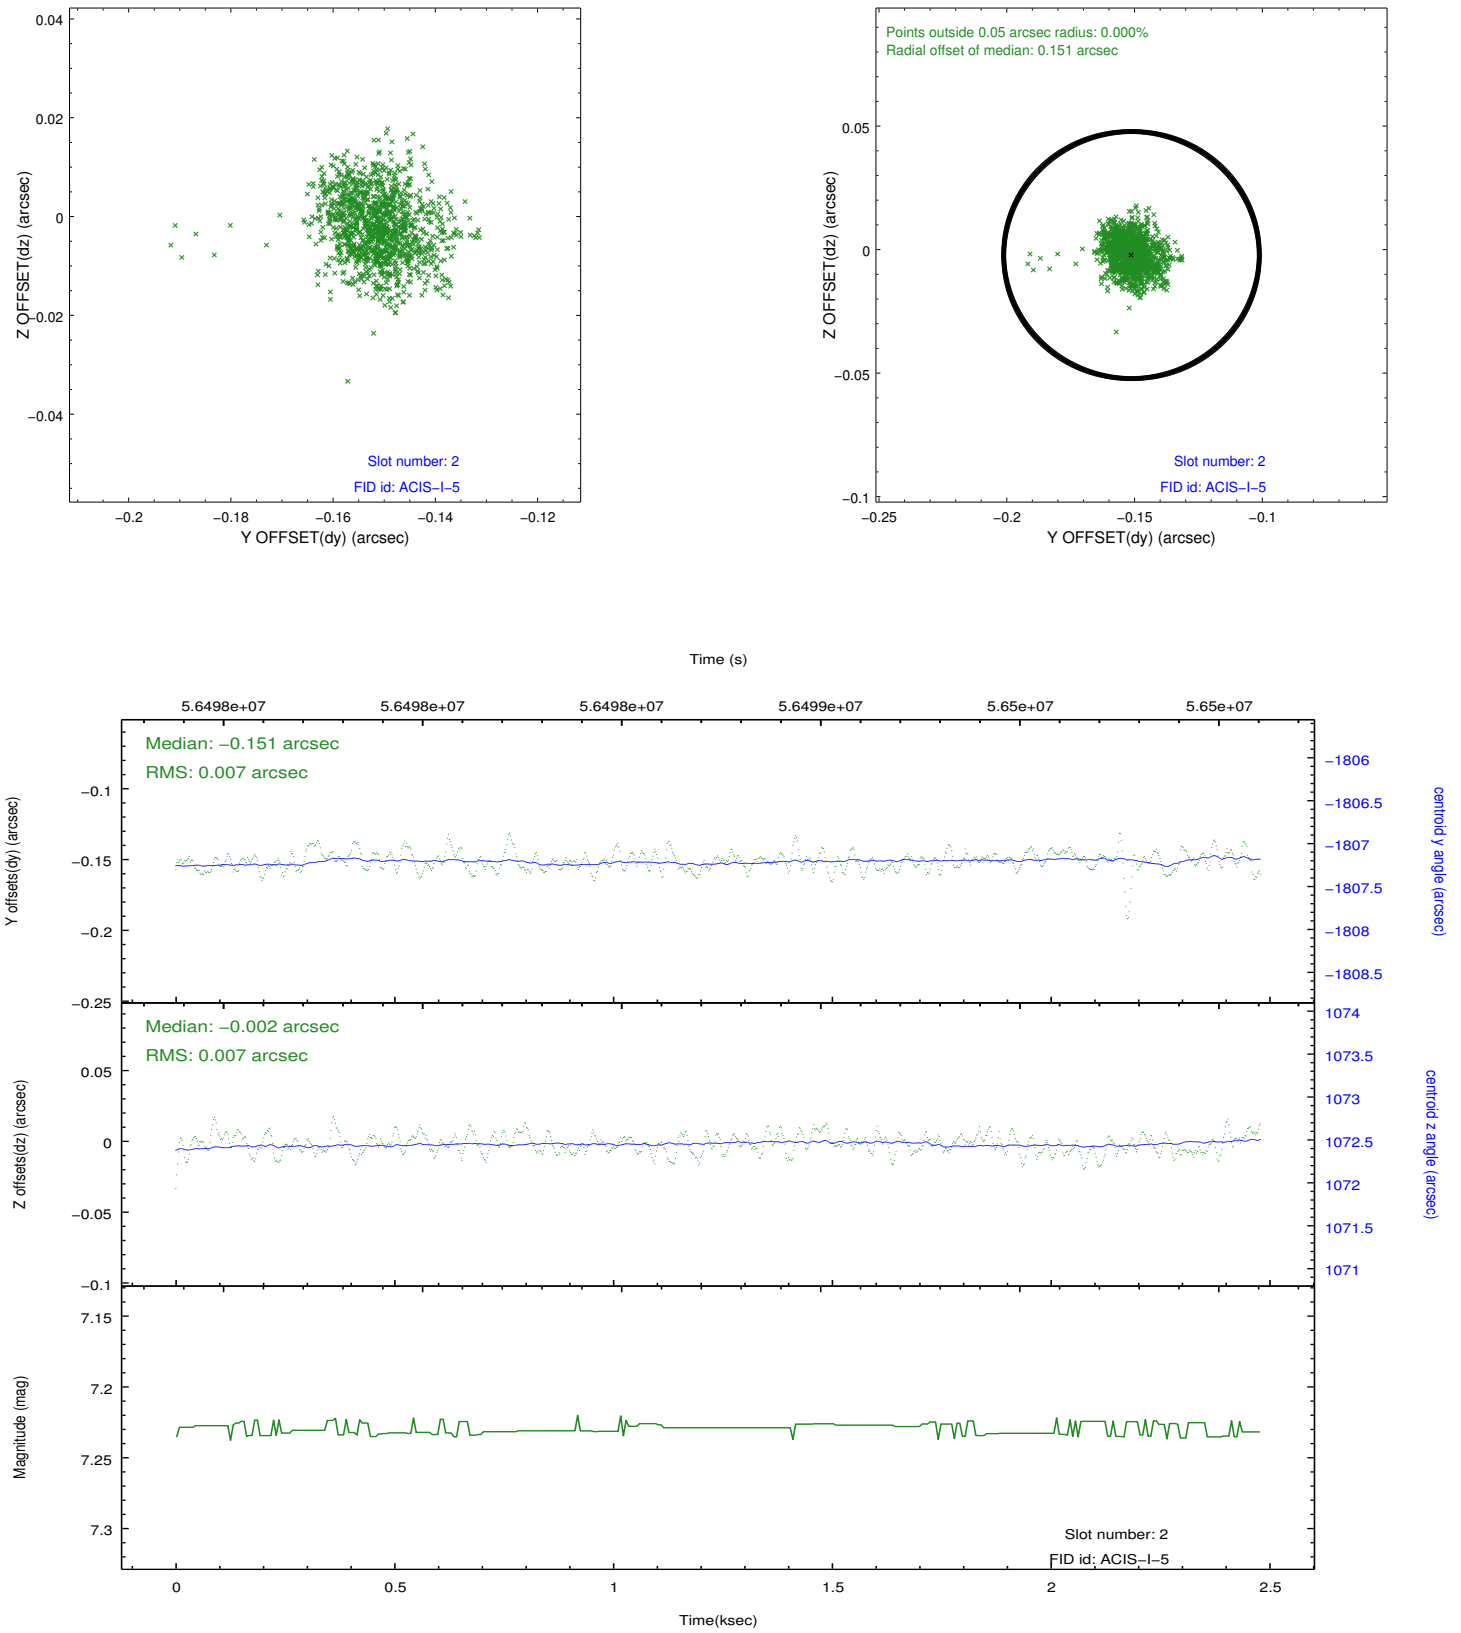 0.04
0.02
0
−0.02
−0.04
Z OFFSET(dz) (arcsec)
Slot number: 2
FID id: ACIS−I−5
−0.2
−0.18
−0.16
−0.14
−0.12
Y OFFSET(dy) (arcsec)
Points outside 0.05 arcsec radius: 0.000%
Radial offset of median: 0.151 arcsec
0.05
0
−0.05
−0.1
Z OFFSET(dz) (arcsec)
Slot number: 2
FID id: ACIS−I−5
−0.25
−0.2
−0.15
−0.1
Y OFFSET(dy) (arcsec)
Time (s)
5.6498e+07
5.6498e+07
5.6498e+07
5.6499e+07
5.65e+07
5.65e+07
Median: −0.151 arcsec
RMS: 0.007 arcsec
−0.1
−0.15
−0.2
−0.25
Y offsets(dy) (arcsec)
−1806
−1806.5
−1807
−1807.5
−1808
−1808.5
centroid y angle (arcsec)
Median: −0.002 arcsec
RMS: 0.007 arcsec
0.05
0
−0.05
−0.1
Z offsets(dz) (arcsec)
1074
1073.5
1073
1072.5
1072
1071.5
1071
centroid z angle (arcsec)
7.15
7.2
7.25
7.3
Magnitude (mag)
Slot number: 2
FID id: ACIS−I−5
0
0.5
1
1.5
2
2.5
Time(ksec)